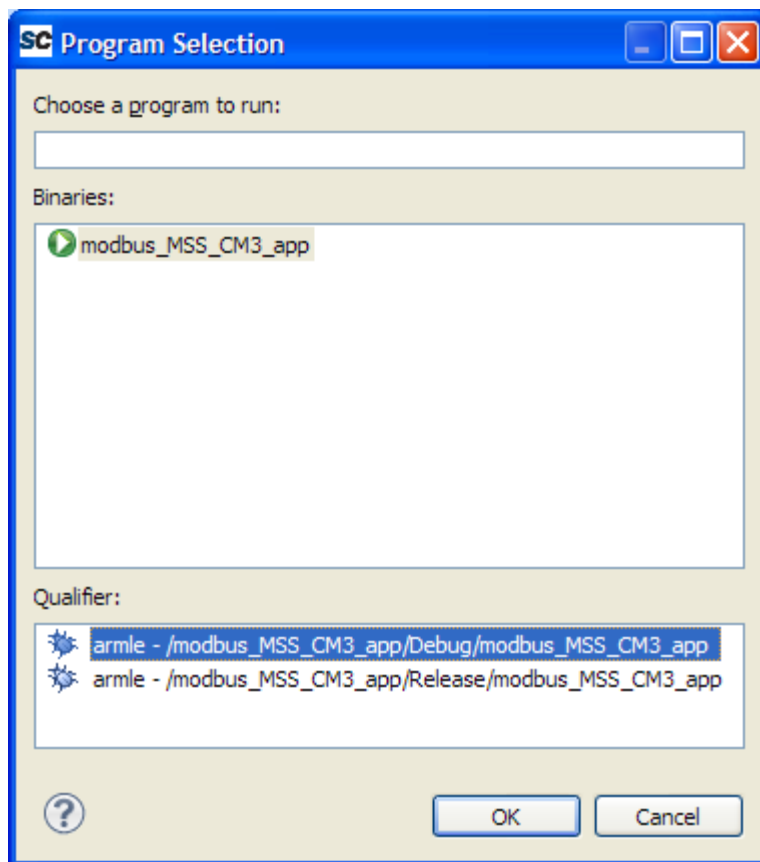 SC Program Selection
Choose a program to run:
Binaries:
modbus_MSS_CM3_app
Qualifier:
armle - /modbus_MSS_CM3_app/Debug/modbus_MSS_CM3_app
armle - /modbus_MSS_CM3_app/Release/modbus_MSS_CM3_app
? OK Cancel